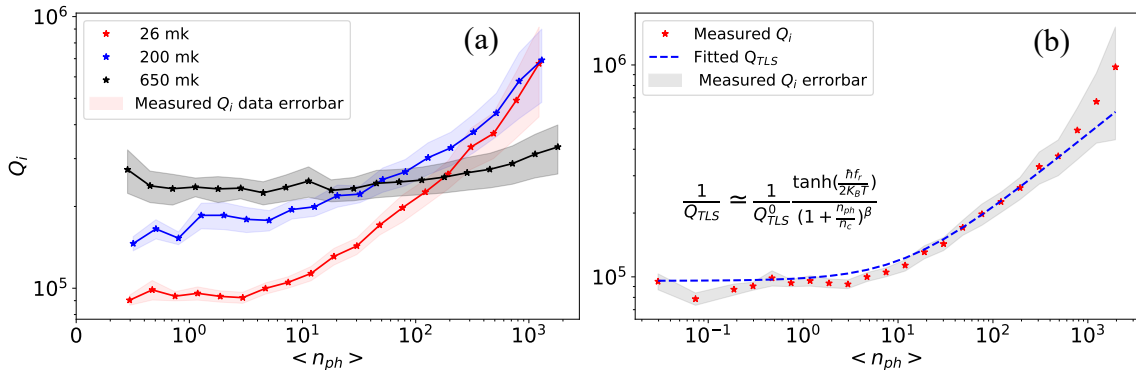 10^6
10^5
Q_i
26 mk
200 mk
650 mk
Measured Q_i data errorbar
(a)
0 10^0 10^1 10^2 10^3
< n_ph >
10^6
10^5
Measured Q_i
Fitted Q_TLS
Measured Q_i errorbar
(b)
1/Q_TLS ≃ 1/Q_TLS^0 tanh(ℏf_r/2K_BT)/(1 + n_ph/n_c)^β
10^-1 10^0 10^1 10^2 10^3
< n_ph >